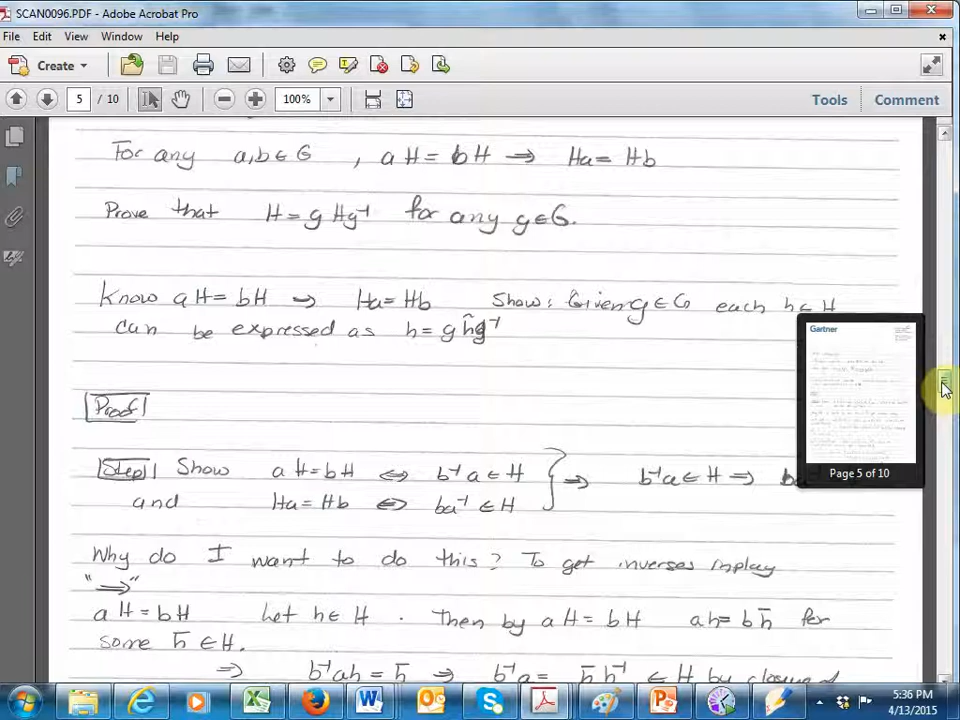 SCAN0096.PDF - Adobe Acrobat Pro
File Edit View Window Help
Create
5 / 10 100% Tools Comment
For any a,b ∈ G , aH = bH ⇒ Ha = Hb
Prove that H = gHg⁻¹ for any g ∈ G.
Know aH = bH → Ha = Hb Show: Given g ∈ G each h ∈ H
can be expressed as h = g ĥg⁻¹
Gartner
Page 5 of 10
Proof
Step 1 Show aH = bH ⇔ b⁻¹a ∈ H } ⇒ b⁻¹a ∈ H ⇒
and Ha = Hb ⇔ ba⁻¹ ∈ H
Why do I want to do this? To get inverses in play
"⇒"
aH = bH Let h ∈ H . Then by aH = bH ah = bh̄ for
some h̄ ∈ H.
⇒ b⁻¹ah = h̄ ⇒ b⁻¹a = h̄h⁻¹ ∈ H by closure of
5:36 PM
4/13/2015